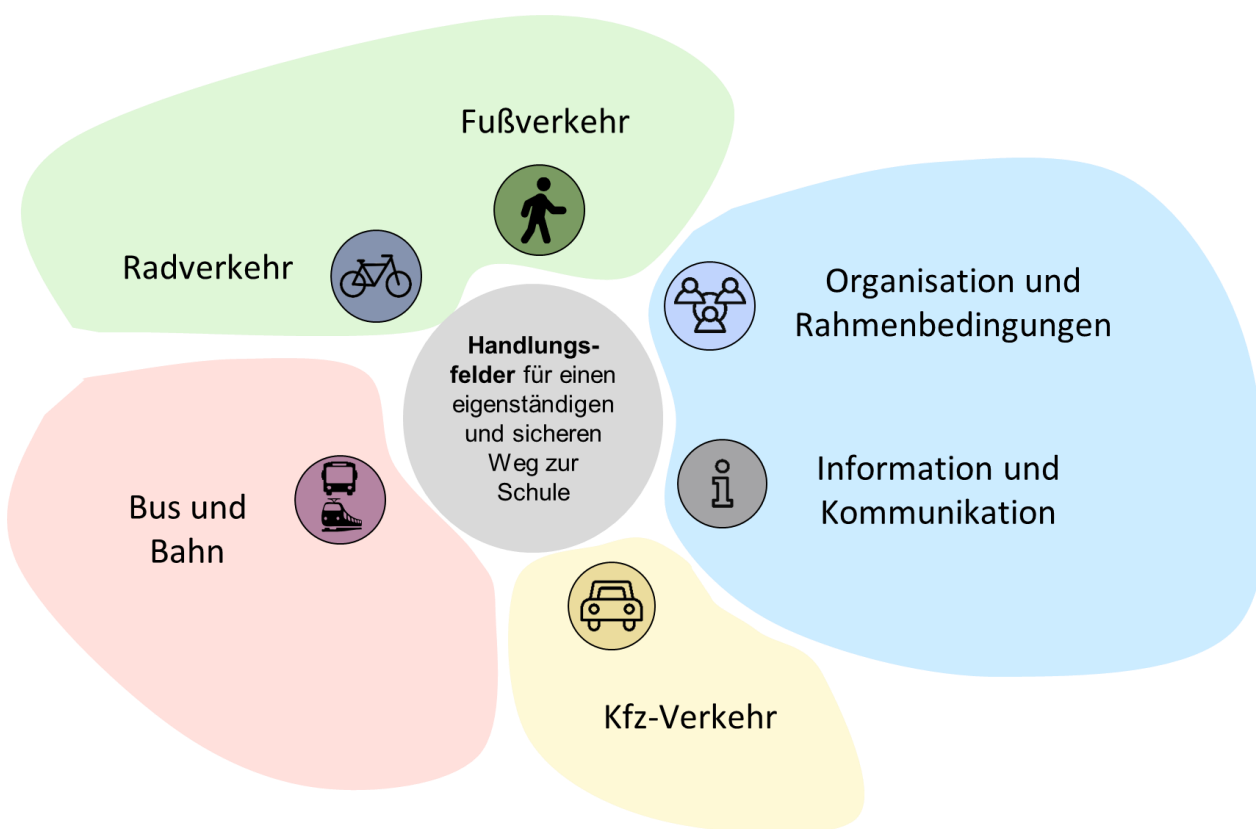 Fußverkehr
Radverkehr
Organisation und
Rahmenbedingungen
Handlungs-
felder für einen
eigenständigen
und sicheren
Weg zur
Schule
Information und
Kommunikation
Bus und
Bahn
Kfz-Verkehr